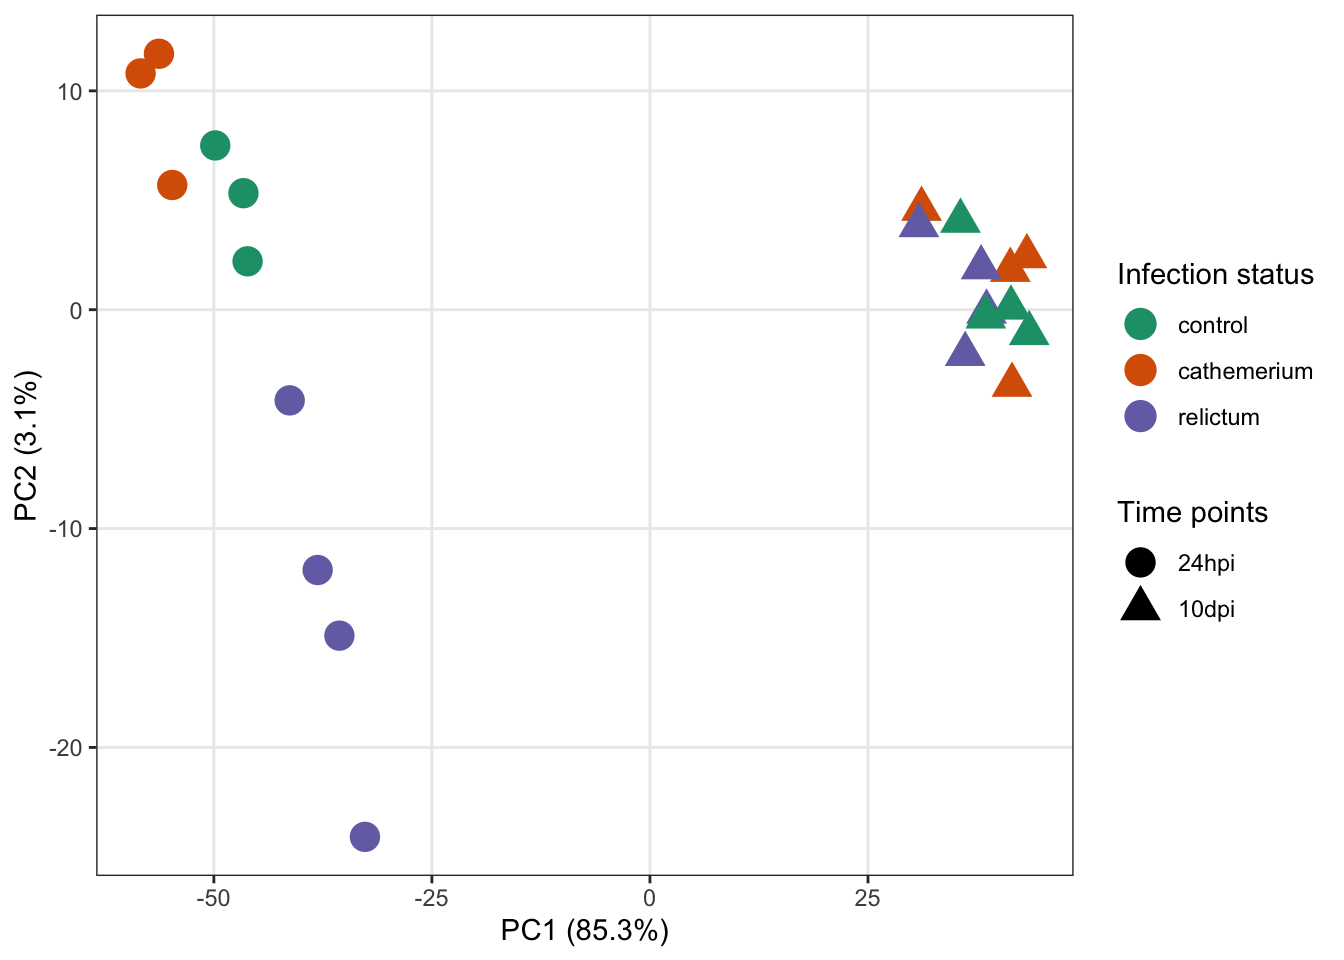 10
0
-10
-20
PC2 (3.1%)
-50
-25
0
25
PC1 (85.3%)
Infection status
control
cathemerium
relictum
Time points
24hpi
10dpi